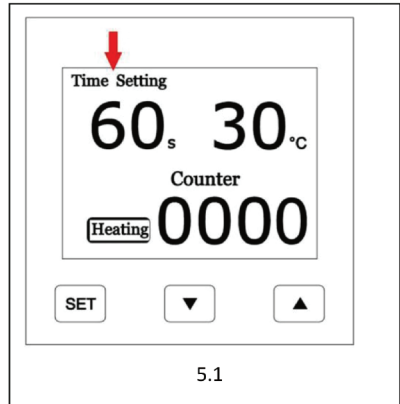 Time Setting
60s 30°C
Counter
Heating 0000
SET ▼ ▲
5.1